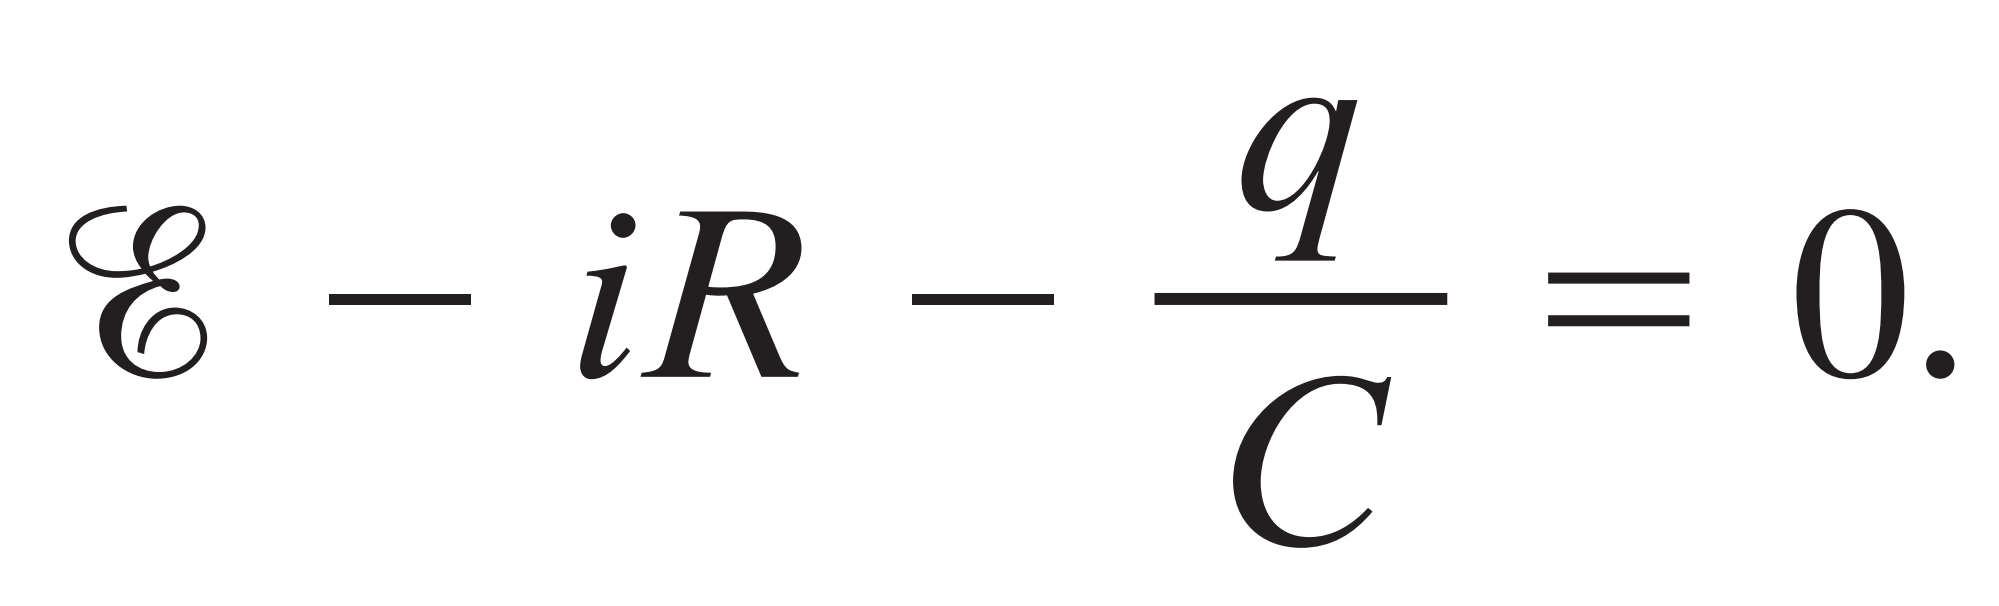 ℰ − iR − q/C = 0.